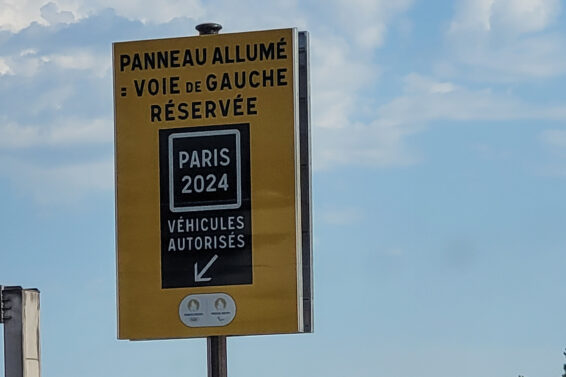 PANNEAU ALLUMÉ
: VOIE DE GAUCHE
RÉSERVÉE
PARIS
2024
VÉHICULES
AUTORISÉS